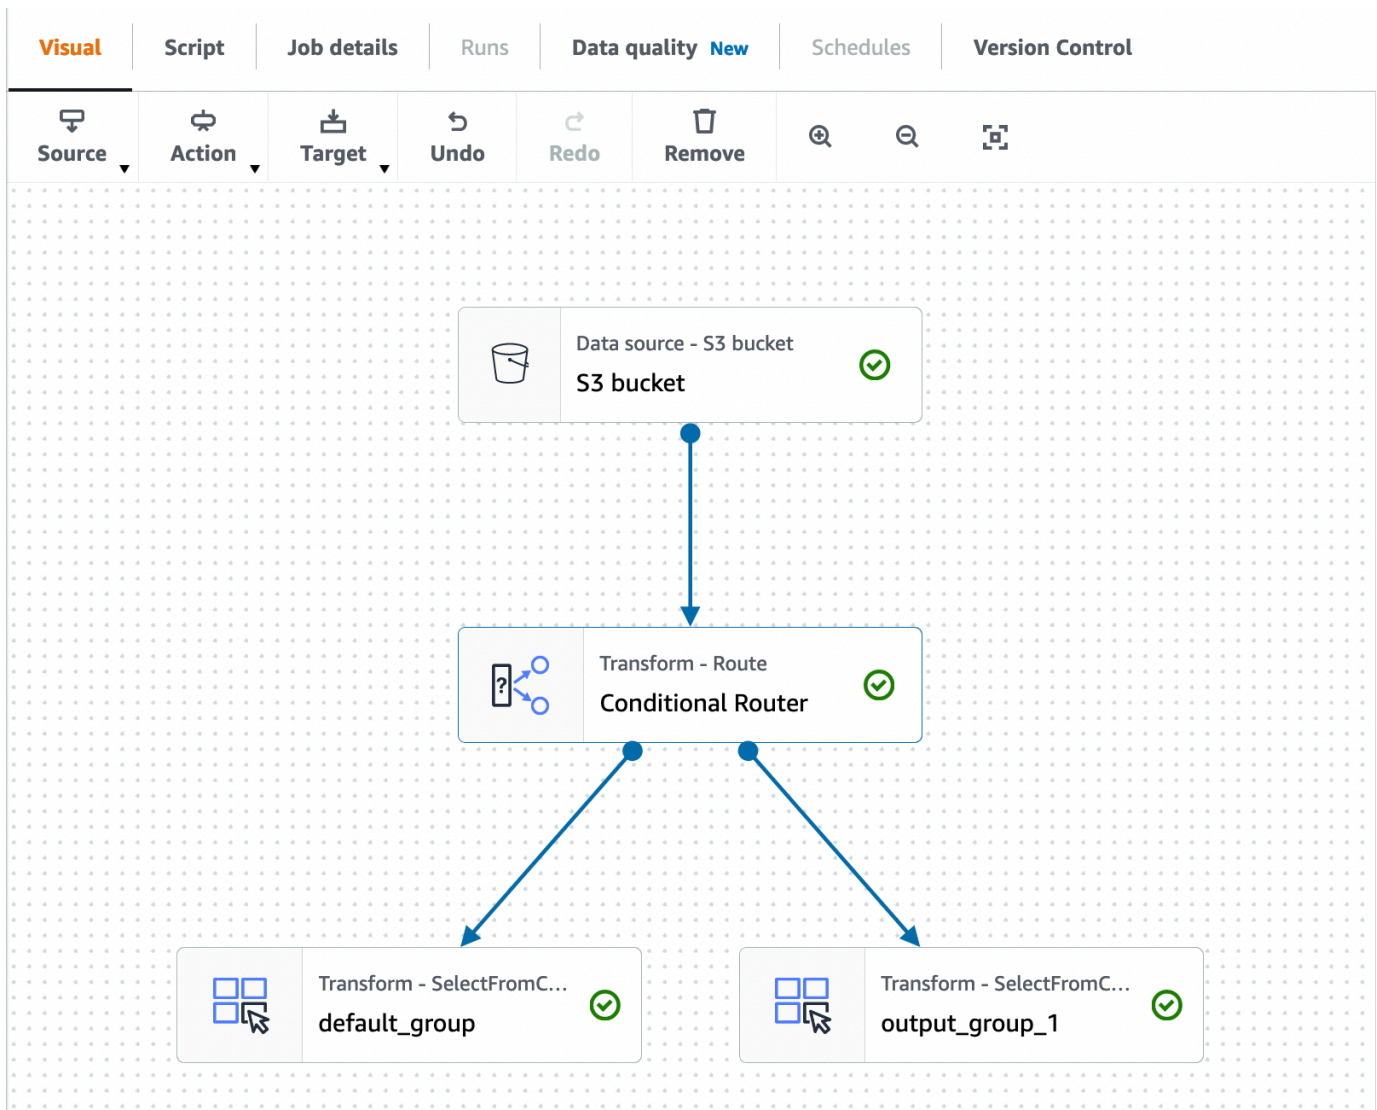 Visual Script Job details Runs Data quality New Schedules Version Control
Source Action Target Undo Redo Remove
Data source - S3 bucket
S3 bucket
?
Transform - Route
Conditional Router
Transform - SelectFromC...
default_group
Transform - SelectFromC...
output_group_1